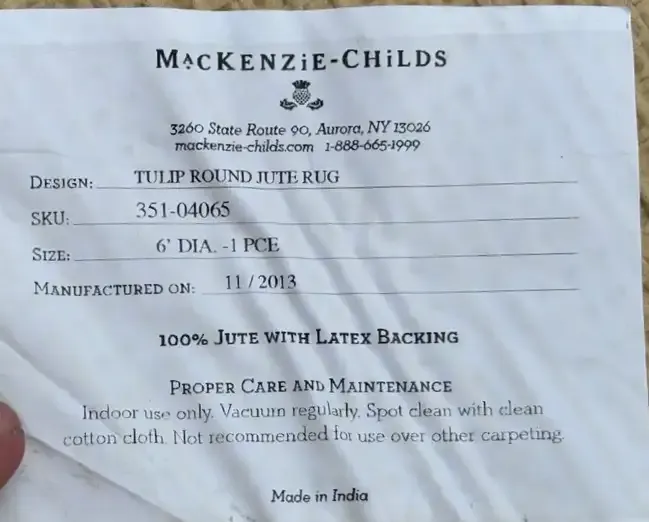 MACKENZiE-CHiLDS
3260 State Route 90, Aurora, NY 13026
mackenzie-childs.com 1-888-665-1999
DESIGN: TULIP ROUND JUTE RUG
SKU: 351-04065
SIZE: 6' DIA. -1 PCE
MANUFACTURED ON: 11 / 2013
100% JUTE WITH LATEX BACKING
PROPER CARE AND MAINTENANCE
Indoor use only. Vacuum regularly. Spot clean with clean
cotton cloth. Not recommended for use over other carpeting.
Made in India